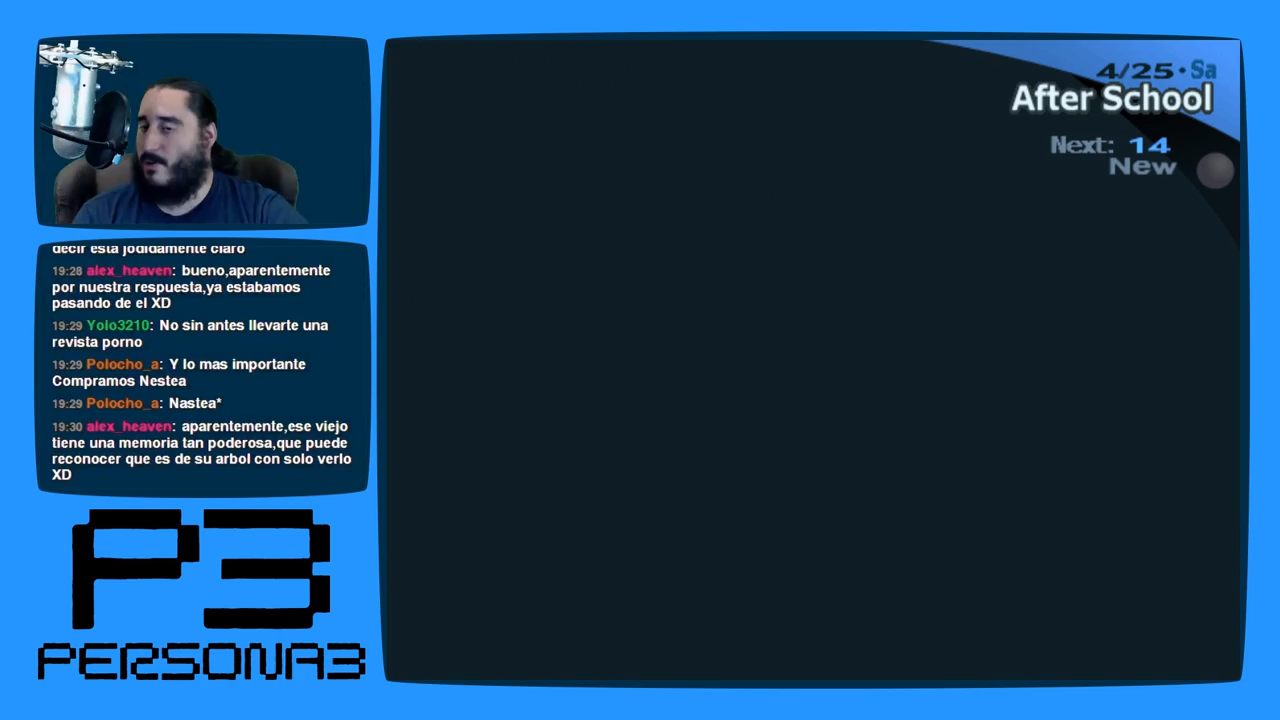 4/25·Sa
After School
Next: 14
New
decir esta jodidamente claro
19:28 alex_heaven: bueno,aparentemente
por nuestra respuesta,ya estabamos
pasando de el XD
19:29 Yolo3210: No sin antes llevarte una
revista porno
19:29 Polocho_a: Y lo mas importante
Compramos Nestea
19:29 Polocho_a: Nastea*
19:30 alex_heaven: aparentemente,ese viejo
tiene una memoria tan poderosa,que puede
reconocer que es de su arbol con solo verlo
XD
P3
PERSONA3